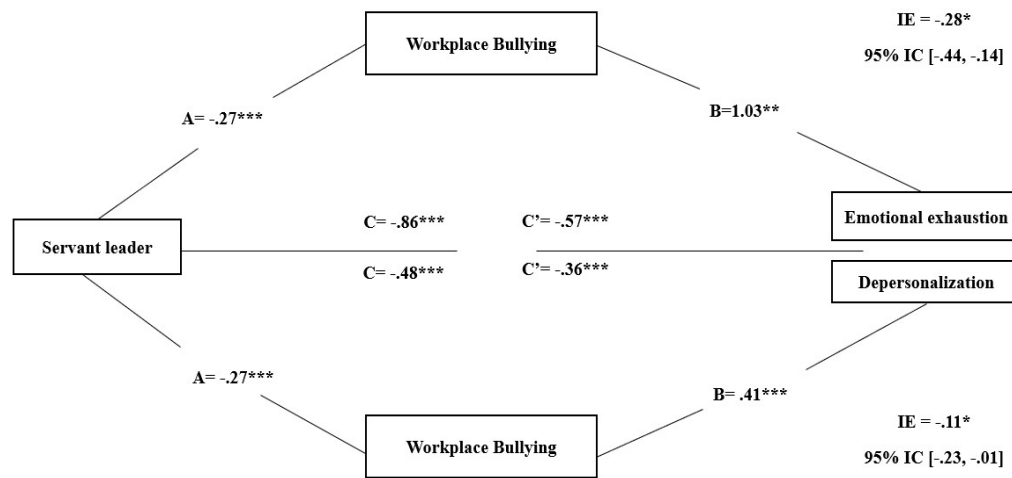 Workplace Bullying
IE = -.28*
95% IC [-.44, -.14]
A= -.27***
B=1.03**
Servant leader
C= -.86***
C’= -.57***
Emotional exhaustion
C= -.48***
C’= -.36***
Depersonalization
A= -.27***
B= .41***
Workplace Bullying
IE = -.11*
95% IC [-.23, -.01]